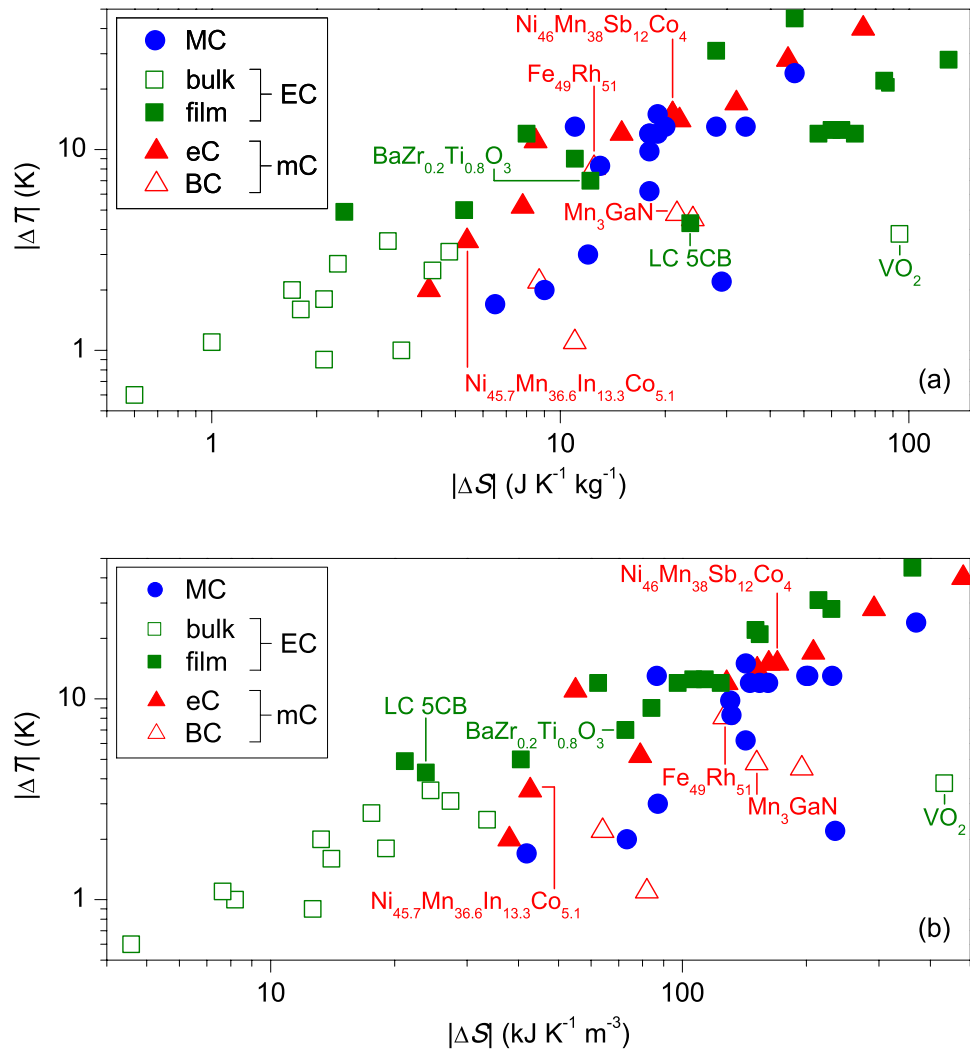 MC
bulk
film
EC
eC
BC
mC
Ni46Mn38Sb12Co4
Fe49Rh51
BaZr0.2Ti0.8O3
Mn3GaN
LC 5CB
VO2
Ni45.7Mn36.6In13.3Co5.1
(a)
10
1
|ΔT| (K)
1 10 100
|ΔS| (J K-1 kg-1)
MC
bulk
film
EC
eC
BC
mC
Ni46Mn38Sb12Co4
LC 5CB
BaZr0.2Ti0.8O3
Fe49Rh51
Mn3GaN
VO2
Ni45.7Mn36.6In13.3Co5.1
(b)
10
1
|ΔT| (K)
10 100
|ΔS| (kJ K-1 m-3)